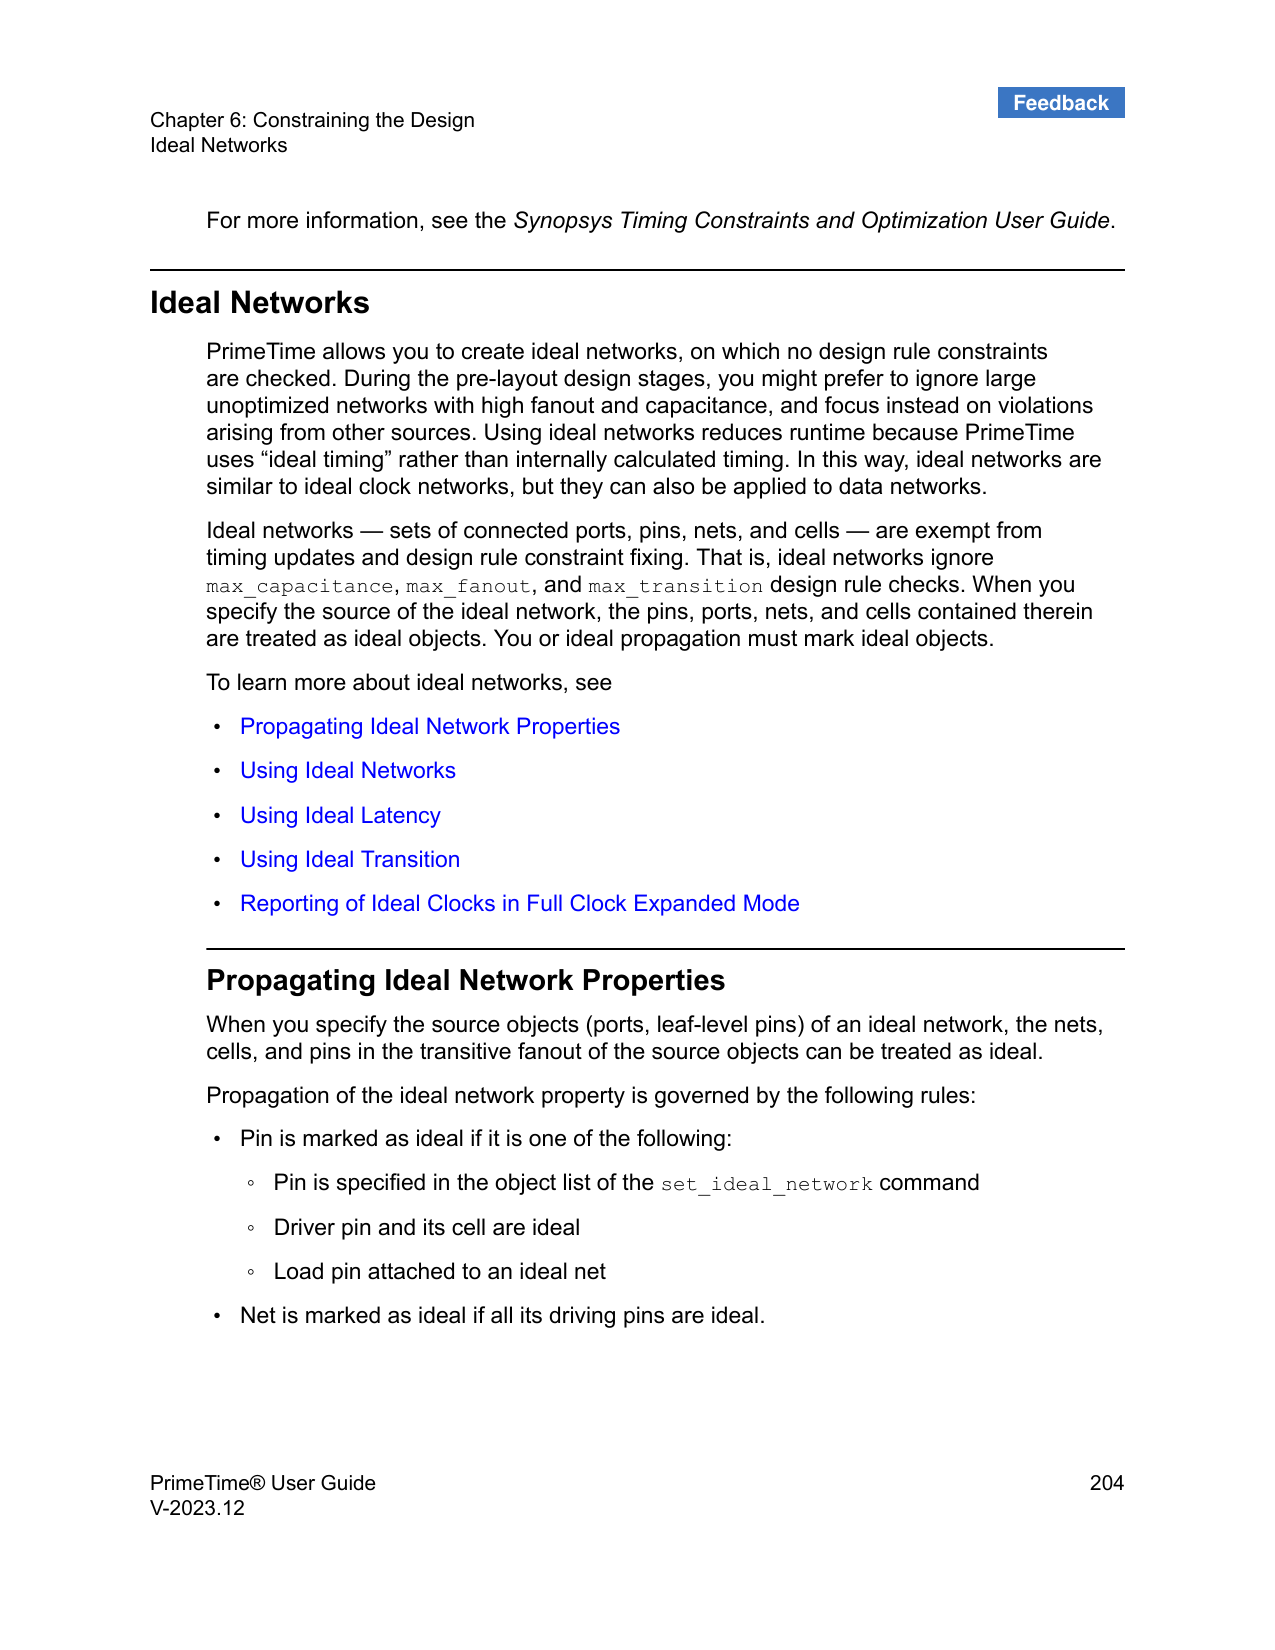 Feedback
Chapter 6: Constraining the Design
Ideal Networks
For more information, see the Synopsys Timing Constraints and Optimization User Guide.
Ideal Networks
PrimeTime allows you to create ideal networks, on which no design rule constraints
are checked. During the pre-layout design stages, you might prefer to ignore large
unoptimized networks with high fanout and capacitance, and focus instead on violations
arising from other sources. Using ideal networks reduces runtime because PrimeTime
uses “ideal timing” rather than internally calculated timing. In this way, ideal networks are
similar to ideal clock networks, but they can also be applied to data networks.
Ideal networks — sets of connected ports, pins, nets, and cells — are exempt from
timing updates and design rule constraint fixing. That is, ideal networks ignore
max_capacitance, max_fanout, and max_transition design rule checks. When you
specify the source of the ideal network, the pins, ports, nets, and cells contained therein
are treated as ideal objects. You or ideal propagation must mark ideal objects.
To learn more about ideal networks, see
• Propagating Ideal Network Properties
• Using Ideal Networks
• Using Ideal Latency
• Using Ideal Transition
• Reporting of Ideal Clocks in Full Clock Expanded Mode
Propagating Ideal Network Properties
When you specify the source objects (ports, leaf-level pins) of an ideal network, the nets,
cells, and pins in the transitive fanout of the source objects can be treated as ideal.
Propagation of the ideal network property is governed by the following rules:
• Pin is marked as ideal if it is one of the following:
◦ Pin is specified in the object list of the set_ideal_network command
◦ Driver pin and its cell are ideal
◦ Load pin attached to an ideal net
• Net is marked as ideal if all its driving pins are ideal.
PrimeTime® User Guide
V-2023.12
204